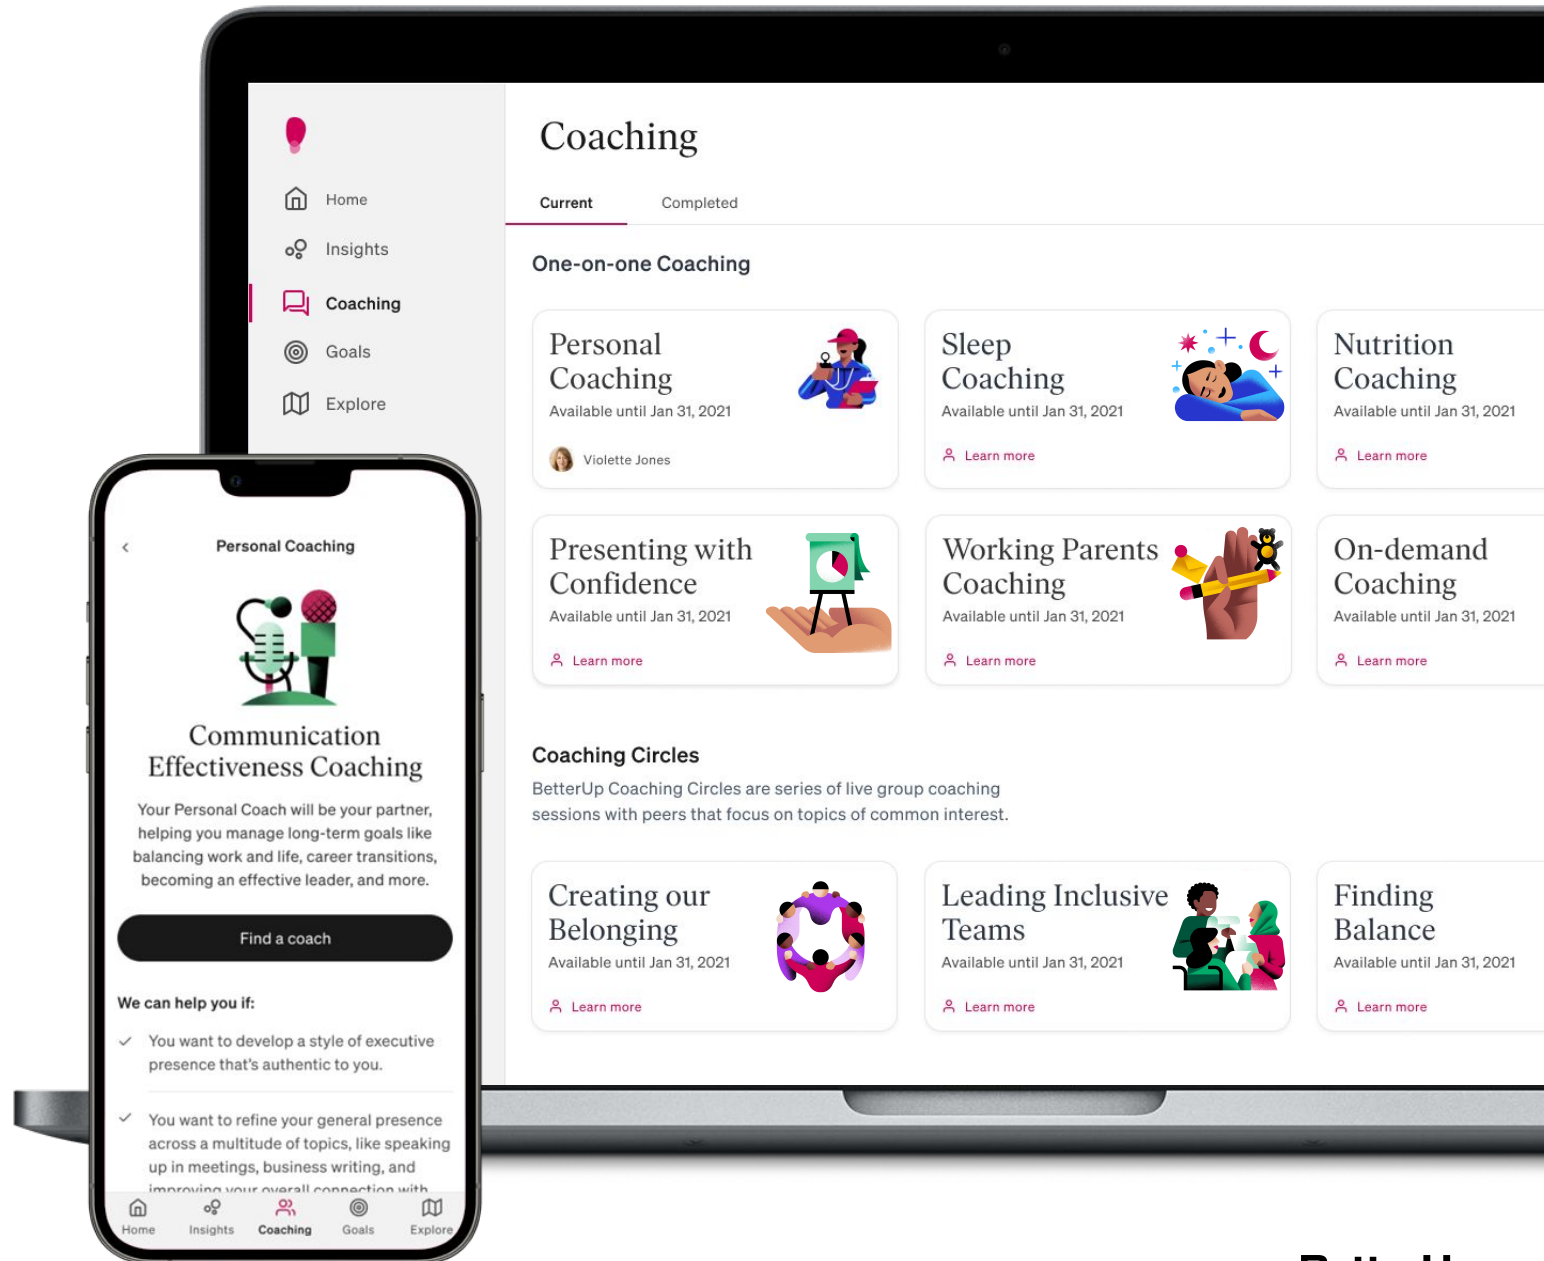 Coaching
Home
Insights
Coaching
Goals
Explore
Current
Completed
One-on-one Coaching
Personal
Coaching
Available until Jan 31, 2021
Violette Jones
Sleep
Coaching
Available until Jan 31, 2021
Learn more
Nutrition
Coaching
Available until Jan 31, 2021
Learn more
Presenting with
Confidence
Available until Jan 31, 2021
Learn more
Working Parents
Coaching
Available until Jan 31, 2021
Learn more
On-demand
Coaching
Available until Jan 31, 2021
Learn more
Coaching Circles
BetterUp Coaching Circles are series of live group coaching
sessions with peers that focus on topics of common interest.
Creating our
Belonging
Available until Jan 31, 2021
Learn more
Leading Inclusive
Teams
Available until Jan 31, 2021
Learn more
Finding
Balance
Available until Jan 31, 2021
Learn more
Personal Coaching
Communication
Effectiveness Coaching
Your Personal Coach will be your partner,
helping you manage long-term goals like
balancing work and life, career transitions,
becoming an effective leader, and more.
Find a coach
We can help you if:
You want to develop a style of executive
presence that's authentic to you.
You want to refine your general presence
across a multitude of topics, like speaking
up in meetings, business writing, and
improving your overall connection with
Home
Insights
Coaching
Goals
Explore